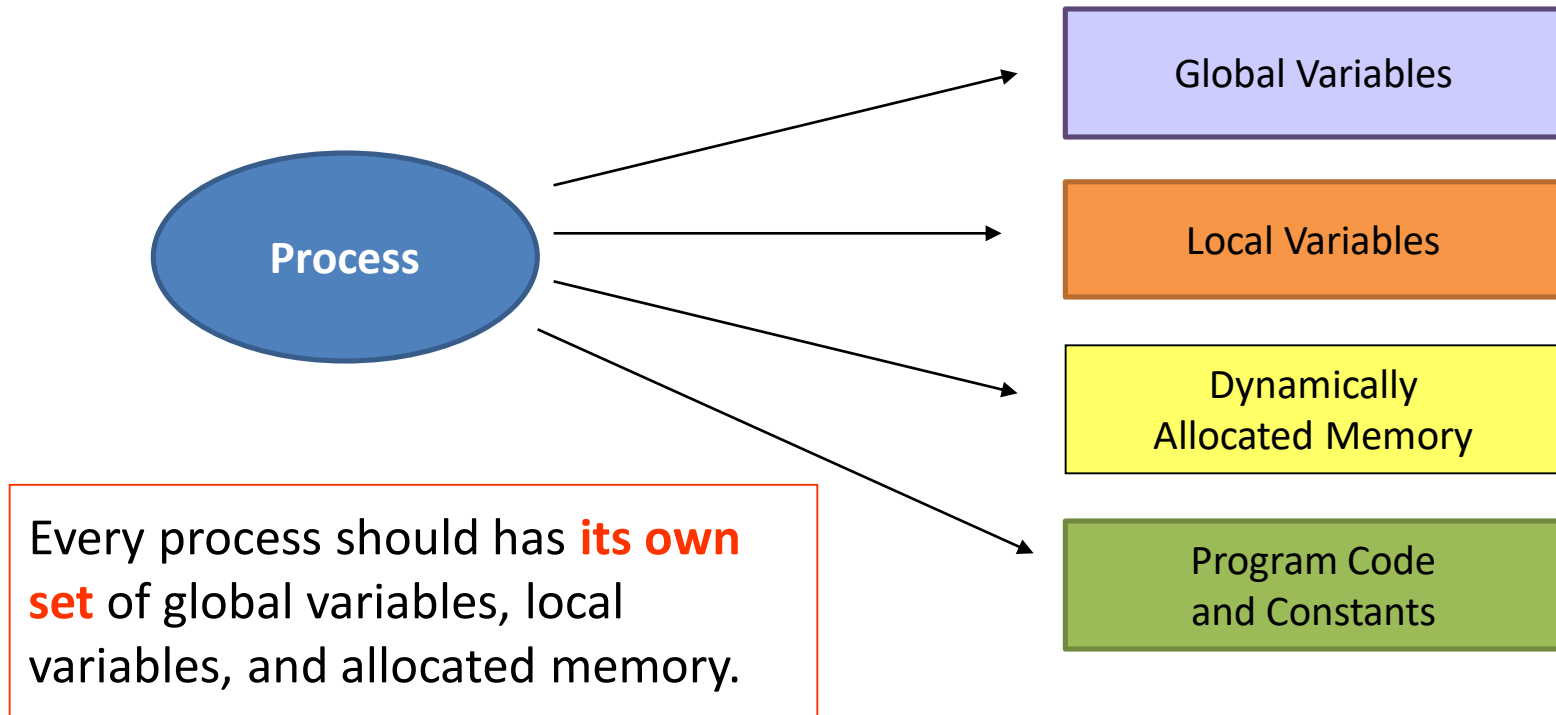 Process
Global Variables
Local Variables
Dynamically
Allocated Memory
Program Code
and Constants
Every process should has its own
set of global variables, local
variables, and allocated memory.